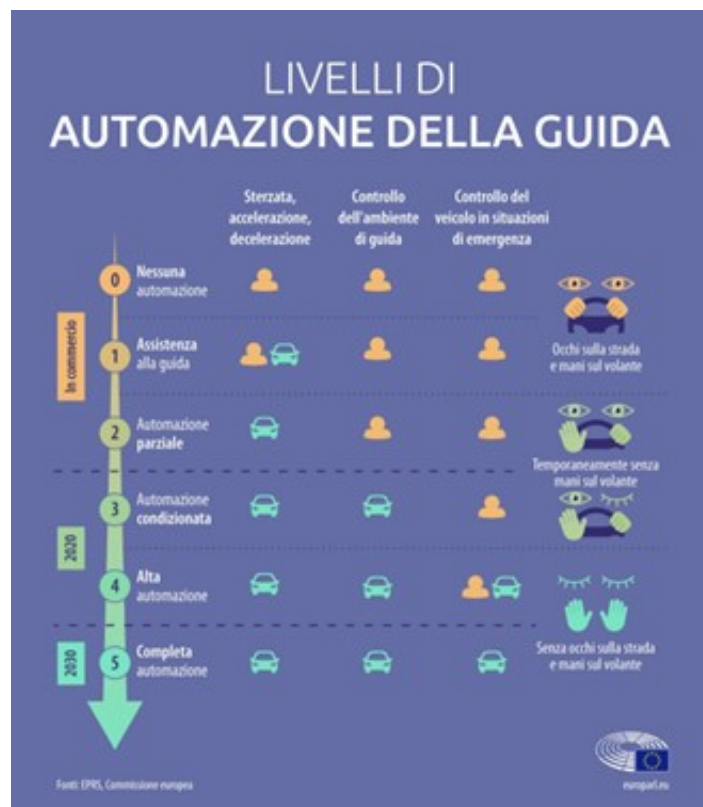 LIVELLI DI
AUTOMAZIONE DELLA GUIDA
Sterzata,
accelerazione,
decelerazione
Controllo
dell'ambiente
di guida
Controllo del
veicolo in situazioni
di emergenza
In commercio
0
Nessuna
automazione
1
Assistenza
alla guida
Occhi sulla strada
e mani sul volante
2
Automazione
parziale
Temporaneamente senza
mani sul volante
2020
3
Automazione
condizionata
4
Alta
automazione
2030
5
Completa
automazione
Senza occhi sulla strada
e mani sul volante
Fonti: EPRS, Commissione europea
europarl.eu